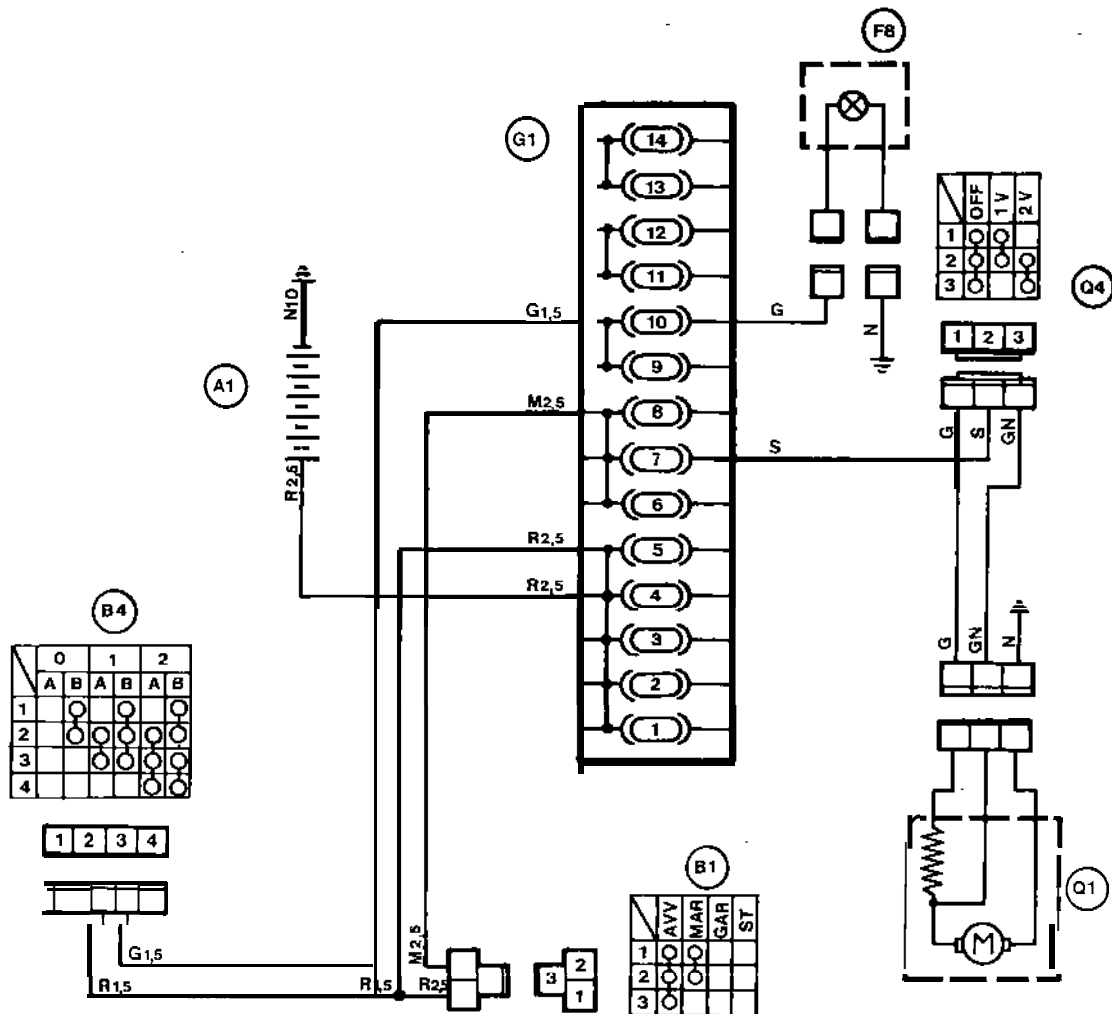 F8
G1
14
13
12
11
10
9
8
7
6
5
4
3
2
1
OFF 1V 2V
1
2
3
Q4
1 2 3
N10
A1
R2,5
G1,5
G
N
M2,5
S
R2,5
R2,5
G S GN
G GN N
B4
0 1 2
A B A B A B
1
2
3
4
1 2 3 4
G1,5
R1,5
R1,5
R2,5
M2,5
3 2
1
B1
AVV MAR GAR ST
1
2
3
M
Q1